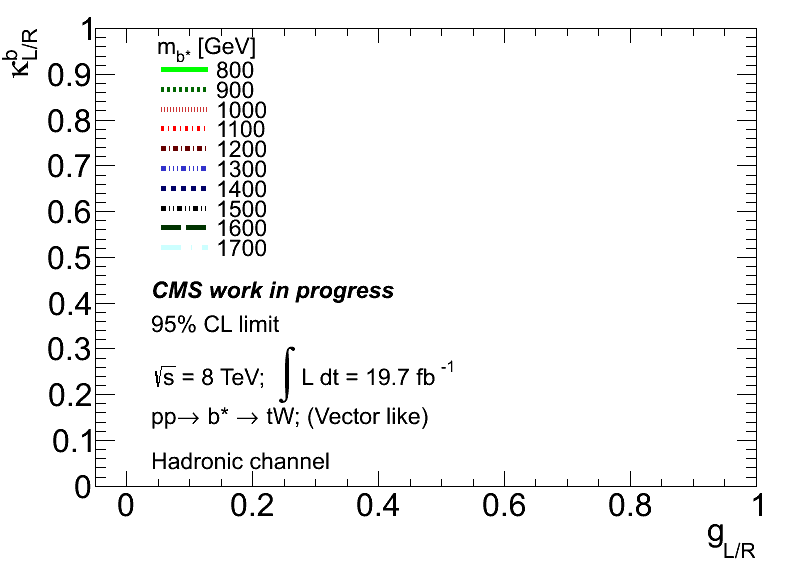 κ^b_L/R
m_b* [GeV]
800
900
1000
1100
1200
1300
1400
1500
1600
1700
CMS work in progress
95% CL limit
√s = 8 TeV; ∫ L dt = 19.7 fb^-1
pp→ b* → tW; (Vector like)
Hadronic channel
1
0.9
0.8
0.7
0.6
0.5
0.4
0.3
0.2
0.1
0
0 0.2 0.4 0.6 0.8 1
g_L/R